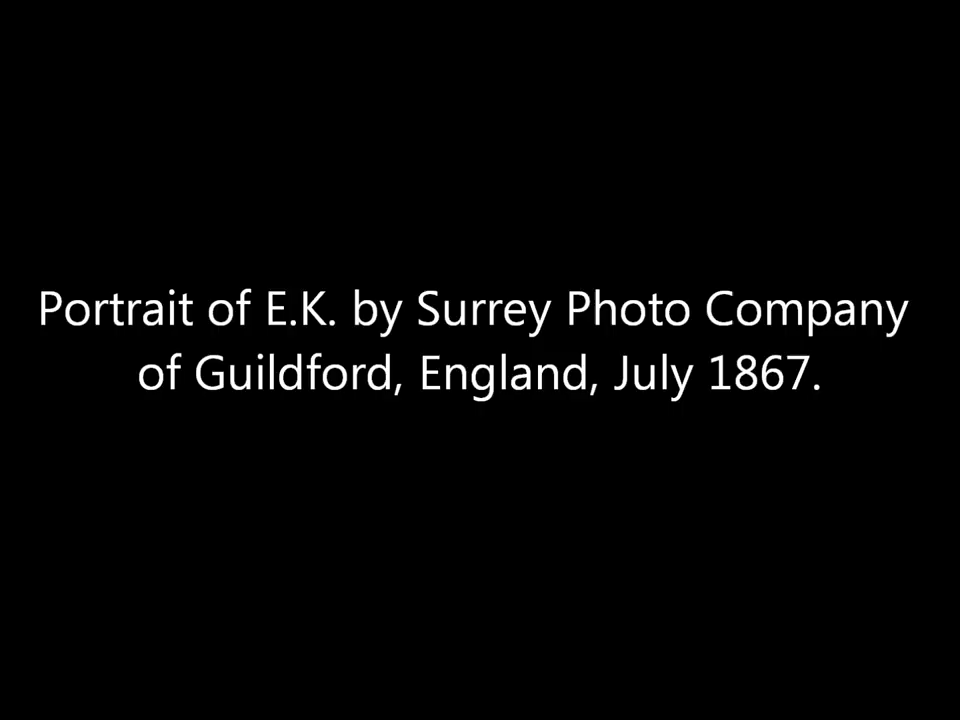 Portrait of E.K. by Surrey Photo Company
of Guildford, England, July 1867.